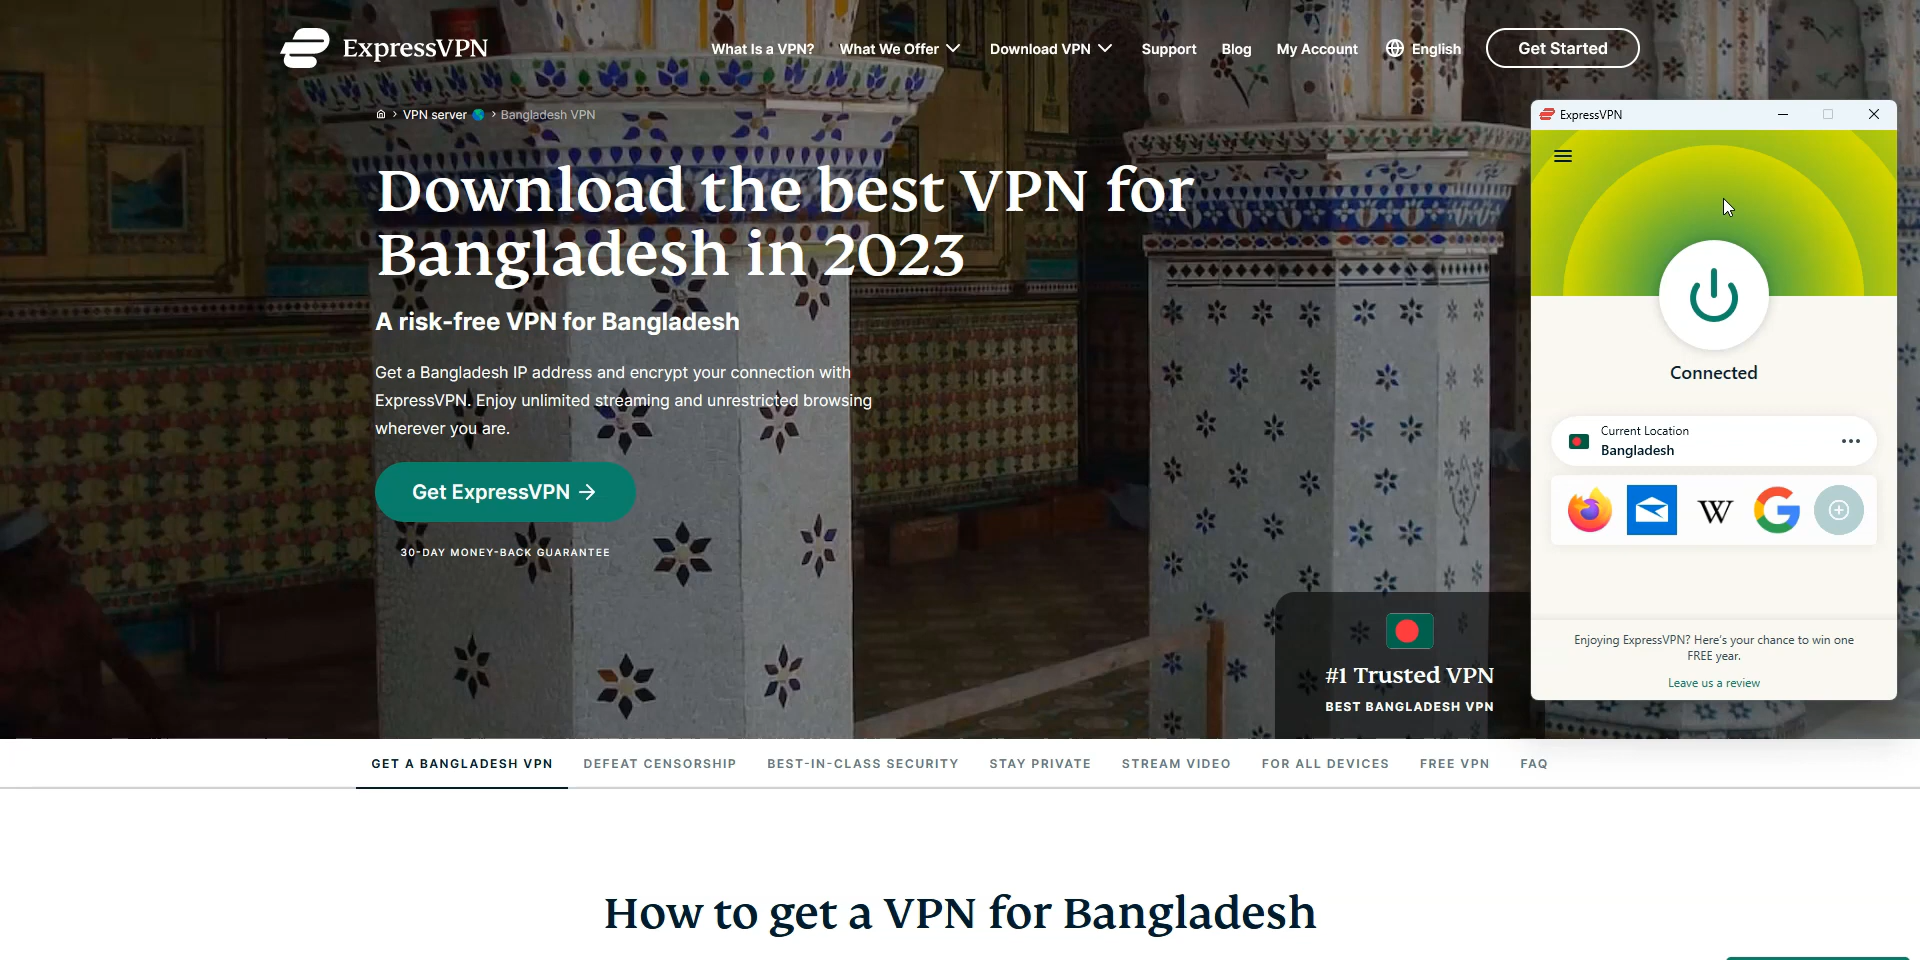 ExpressVPN
What Is a VPN? What We Offer Download VPN Support Blog My Account English Get Started
VPN server > Bangladesh VPN
Download the best VPN for
Bangladesh in 2023
A risk-free VPN for Bangladesh
Get a Bangladesh IP address and encrypt your connection with
ExpressVPN. Enjoy unlimited streaming and unrestricted browsing
wherever you are.
Get ExpressVPN →
30-DAY MONEY-BACK GUARANTEE
#1 Trusted VPN
BEST BANGLADESH VPN
ExpressVPN
Connected
Current Location
Bangladesh
W
Enjoying ExpressVPN? Here's your chance to win one
FREE year.
Leave us a review
GET A BANGLADESH VPN DEFEAT CENSORSHIP BEST-IN-CLASS SECURITY STAY PRIVATE STREAM VIDEO FOR ALL DEVICES FREE VPN FAQ
How to get a VPN for Bangladesh